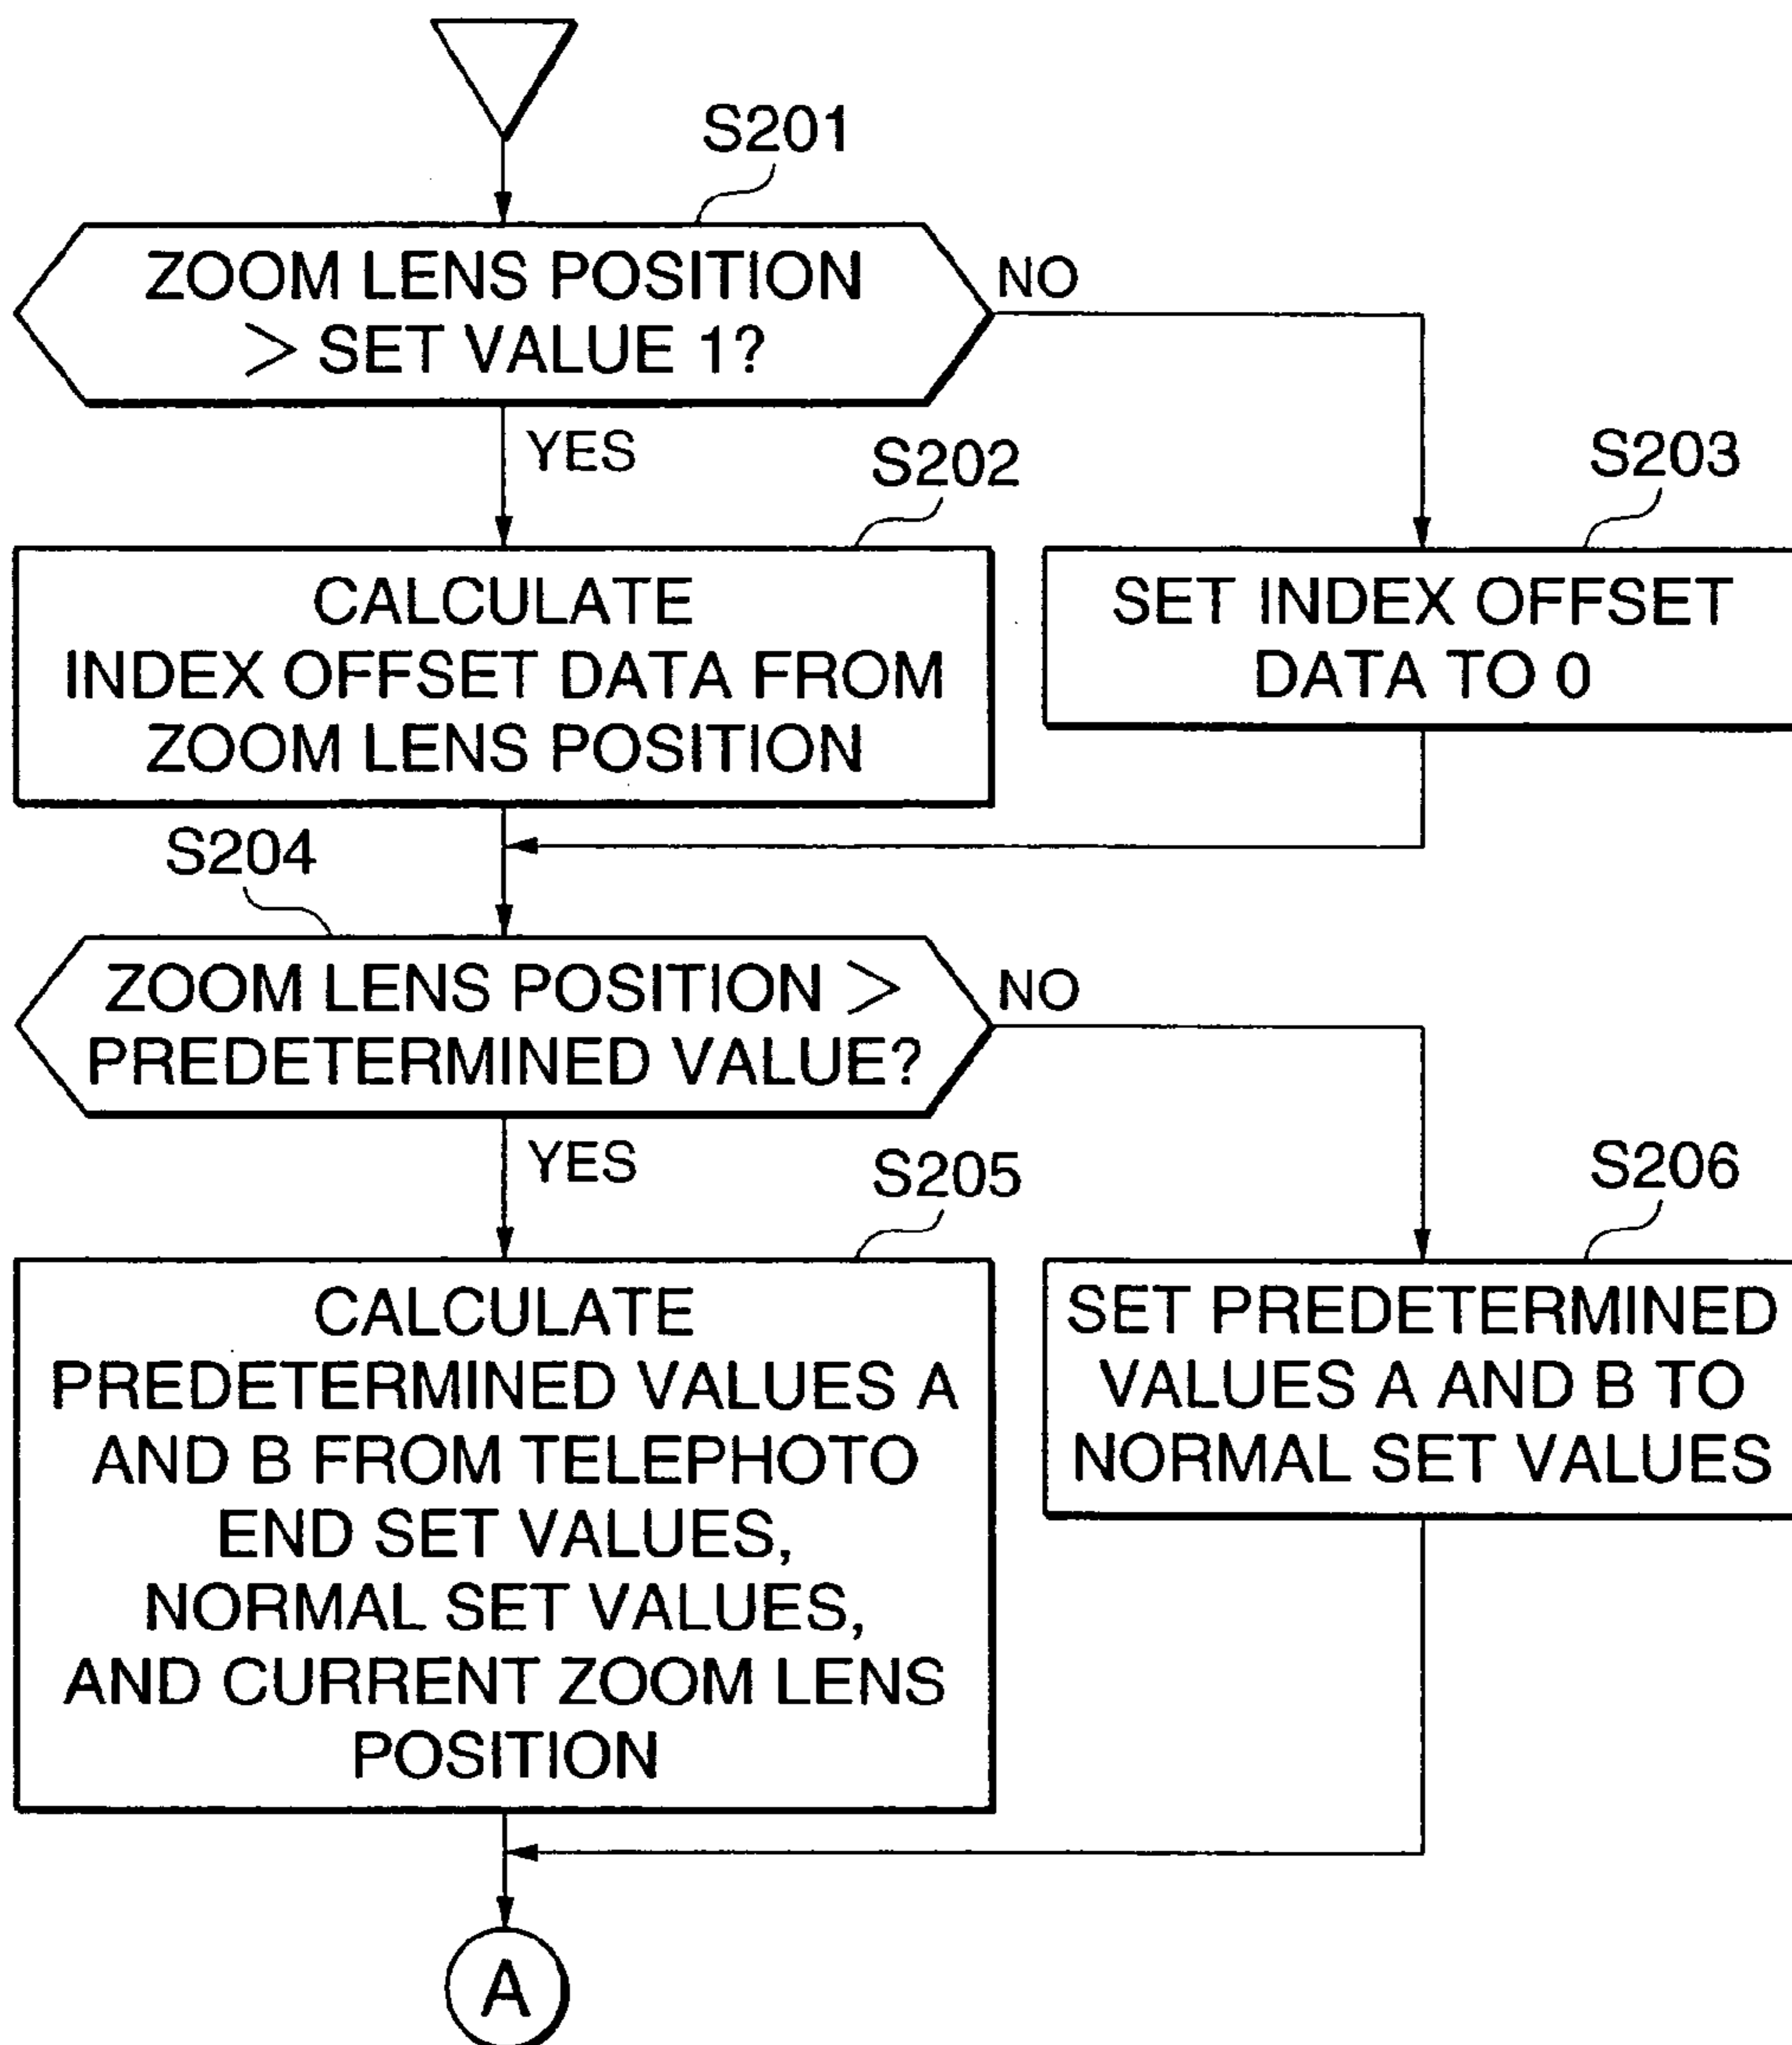 S201
ZOOM LENS POSITION
> SET VALUE 1?
NO
YES
S202
S203
CALCULATE
INDEX OFFSET DATA FROM
ZOOM LENS POSITION
SET INDEX OFFSET
DATA TO 0
S204
ZOOM LENS POSITION >
PREDETERMINED VALUE?
NO
YES
S205
S206
CALCULATE
PREDETERMINED VALUES A
AND B FROM TELEPHOTO
END SET VALUES,
NORMAL SET VALUES,
AND CURRENT ZOOM LENS
POSITION
SET PREDETERMINED
VALUES A AND B TO
NORMAL SET VALUES
A